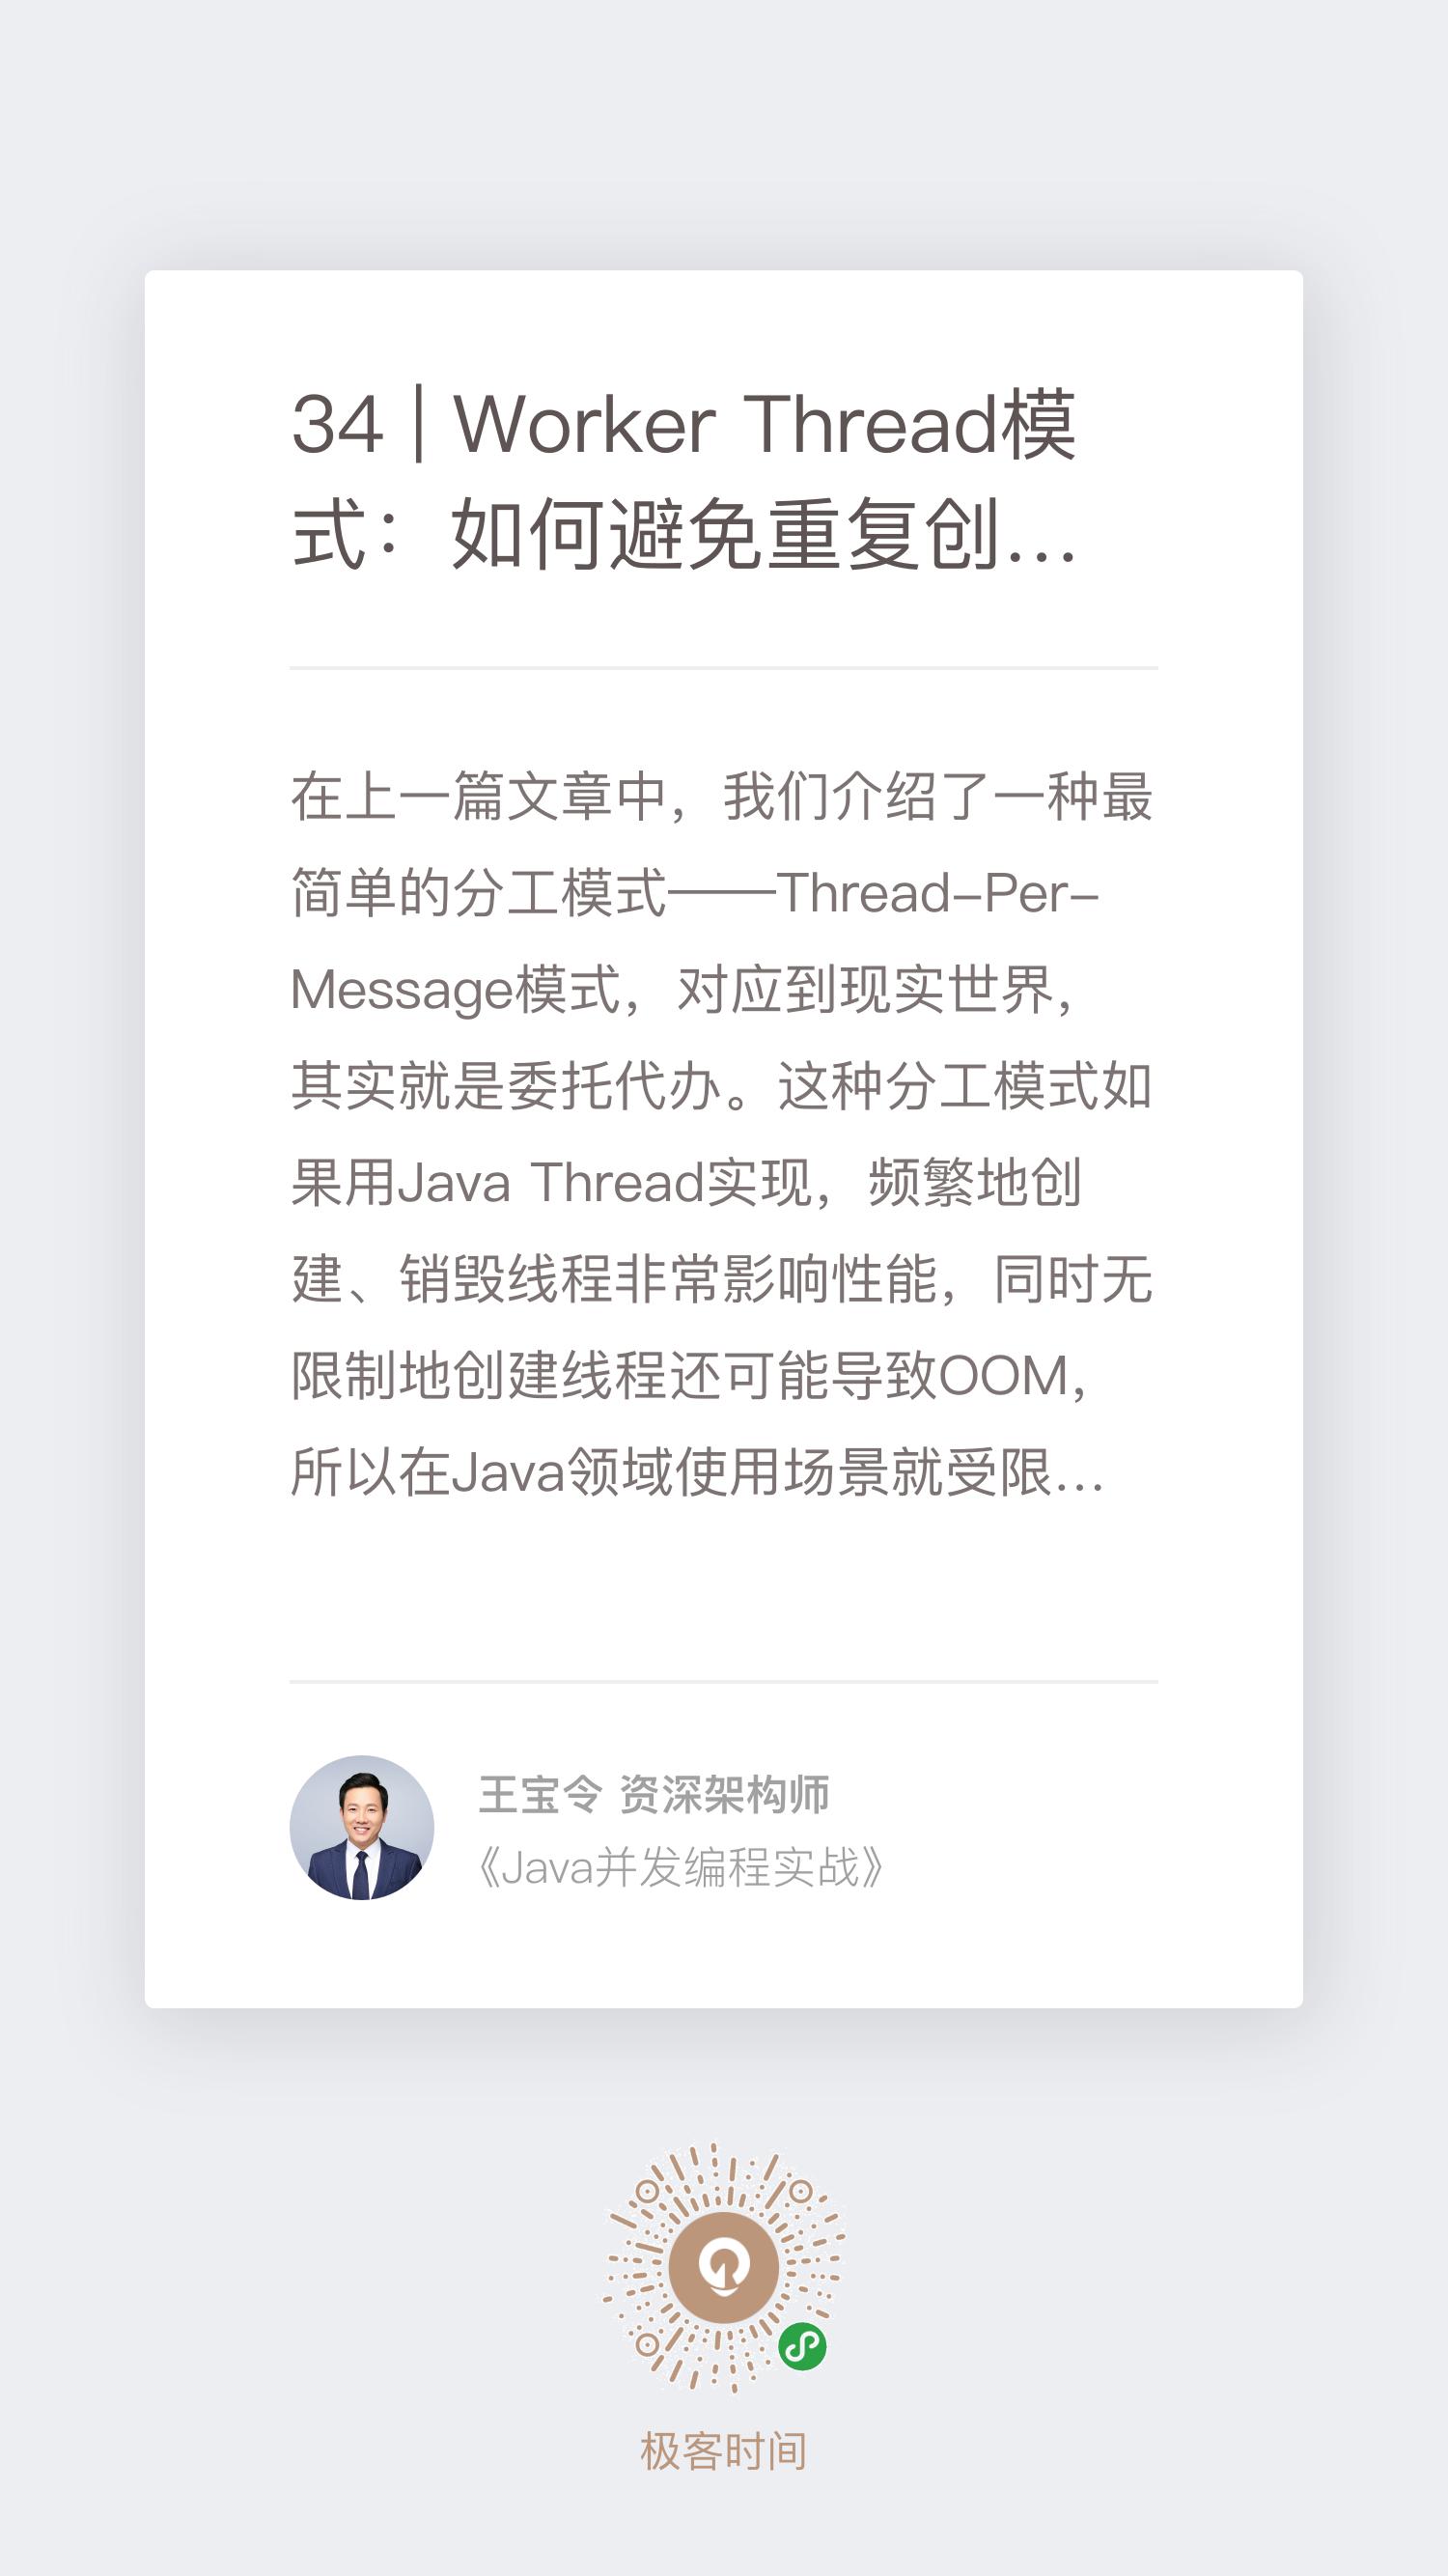 34 | Worker Thread模
式：如何避免重复创...
在上一篇文章中，我们介绍了一种最
简单的分工模式——Thread-Per-
Message模式，对应到现实世界，
其实就是委托代办。这种分工模式如
果用Java Thread实现，频繁地创
建、销毁线程非常影响性能，同时无
限制地创建线程还可能导致OOM，
所以在Java领域使用场景就受限...
王宝令 资深架构师
《Java并发编程实战》
极客时间